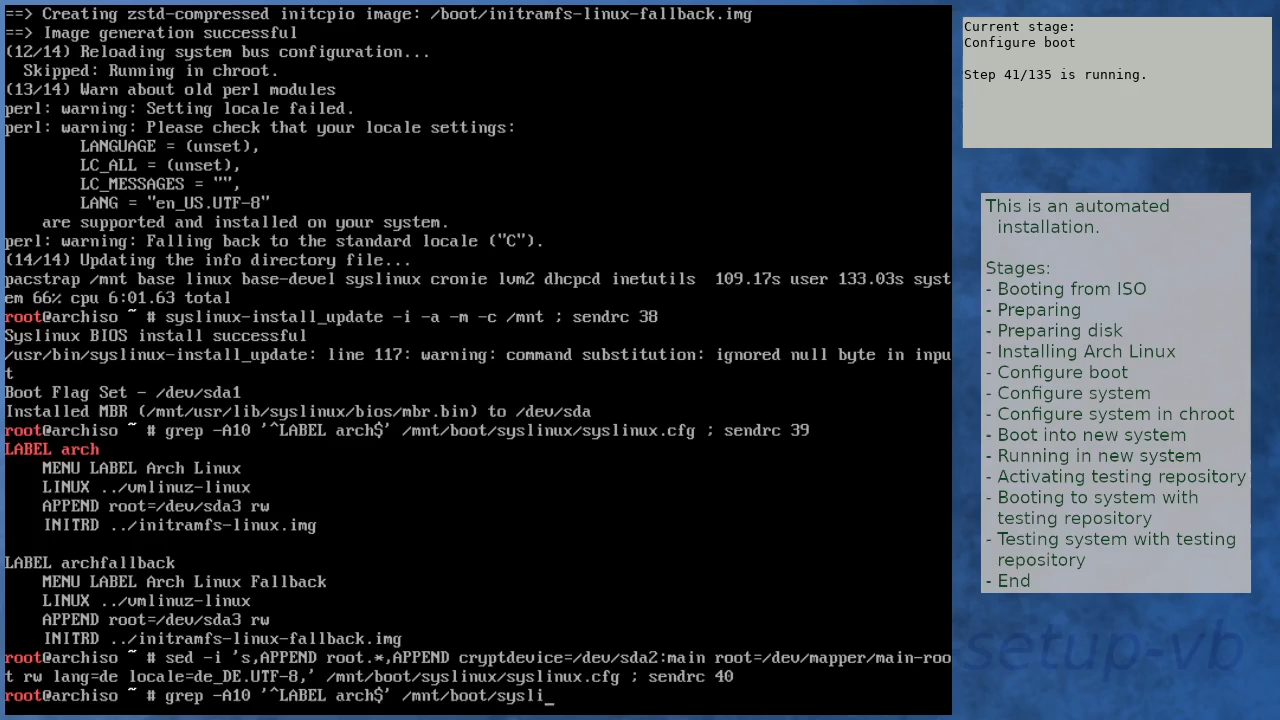 ==> Creating zstd-compressed initcpio image: /boot/initramfs-linux-fallback.img
==> Image generation successful
(12/14) Reloading system bus configuration...
  Skipped: Running in chroot.
(13/14) Warn about old perl modules
perl: warning: Setting locale failed.
perl: warning: Please check that your locale settings:
        LANGUAGE = (unset),
        LC_ALL = (unset),
        LC_MESSAGES = "",
        LANG = "en_US.UTF-8"
    are supported and installed on your system.
perl: warning: Falling back to the standard locale ("C").
(14/14) Updating the info directory file...
pacstrap /mnt base linux base-devel syslinux cronie lvm2 dhcpcd inetutils  109.17s user 133.03s syst
em 66% cpu 6:01.63 total
root@archiso ~ # syslinux-install_update -i -a -m -c /mnt ; sendrc 38
Syslinux BIOS install successful
/usr/bin/syslinux-install_update: line 117: warning: command substitution: ignored null byte in inpu
t
Boot Flag Set - /dev/sda1
Installed MBR (/mnt/usr/lib/syslinux/bios/mbr.bin) to /dev/sda
root@archiso ~ # grep -A10 '^LABEL arch$' /mnt/boot/syslinux/syslinux.cfg ; sendrc 39
LABEL arch
    MENU LABEL Arch Linux
    LINUX ../vmlinuz-linux
    APPEND root=/dev/sda3 rw
    INITRD ../initramfs-linux.img

LABEL archfallback
    MENU LABEL Arch Linux Fallback
    LINUX ../vmlinuz-linux
    APPEND root=/dev/sda3 rw
    INITRD ../initramfs-linux-fallback.img
root@archiso ~ # sed -i 's,APPEND root.*,APPEND cryptdevice=/dev/sda2:main root=/dev/mapper/main-roo
t rw lang=de locale=de_DE.UTF-8,' /mnt/boot/syslinux/syslinux.cfg ; sendrc 40
root@archiso ~ # grep -A10 '^LABEL arch$' /mnt/boot/sysli_
Current stage:
Configure boot

Step 41/135 is running.
This is an automated
installation.

Stages:
- Booting from ISO
- Preparing
- Preparing disk
- Installing Arch Linux
- Configure boot
- Configure system
- Configure system in chroot
- Boot into new system
- Running in new system
- Activating testing repository
- Booting to system with
testing repository
- Testing system with testing
repository
- End
setup-vb